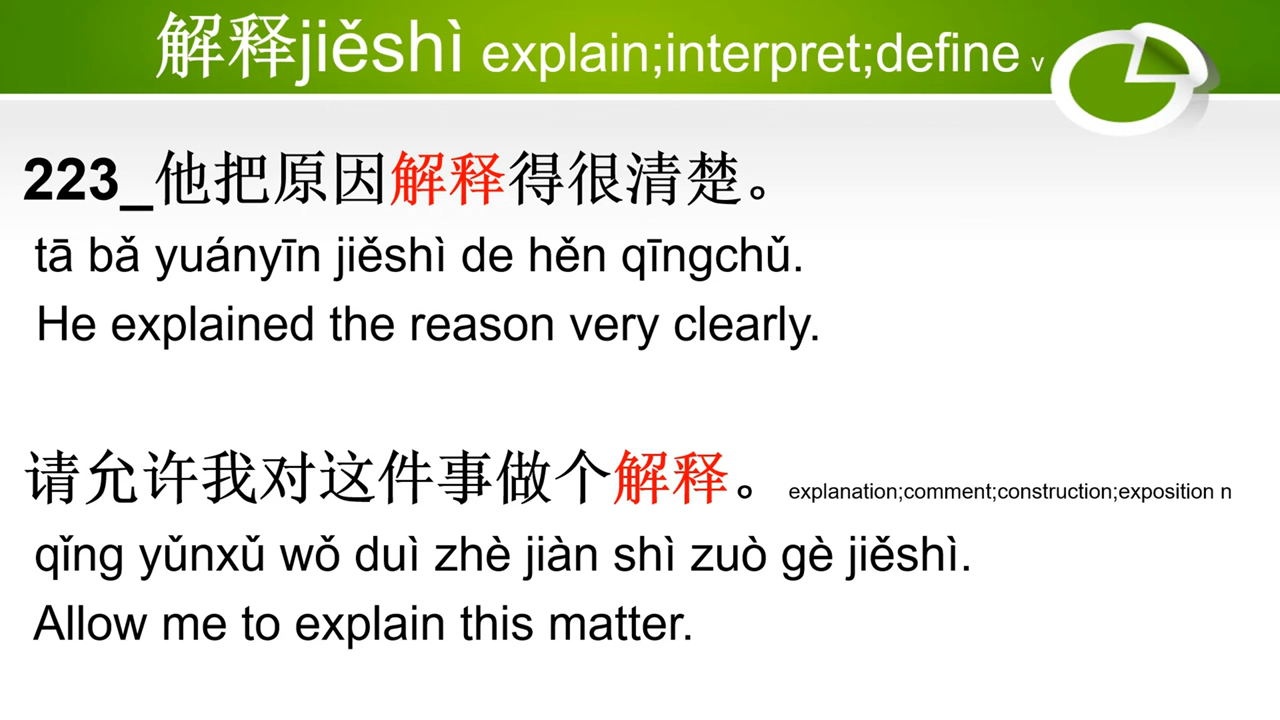 解释jiěshì explain;interpret;define v
223_他把原因解释得很清楚。
tā bǎ yuányīn jiěshì de hěn qīngchǔ.
He explained the reason very clearly.
请允许我对这件事做个解释。 explanation;comment;construction;exposition n
qǐng yǔnxǔ wǒ duì zhè jiàn shì zuò gè jiěshì.
Allow me to explain this matter.